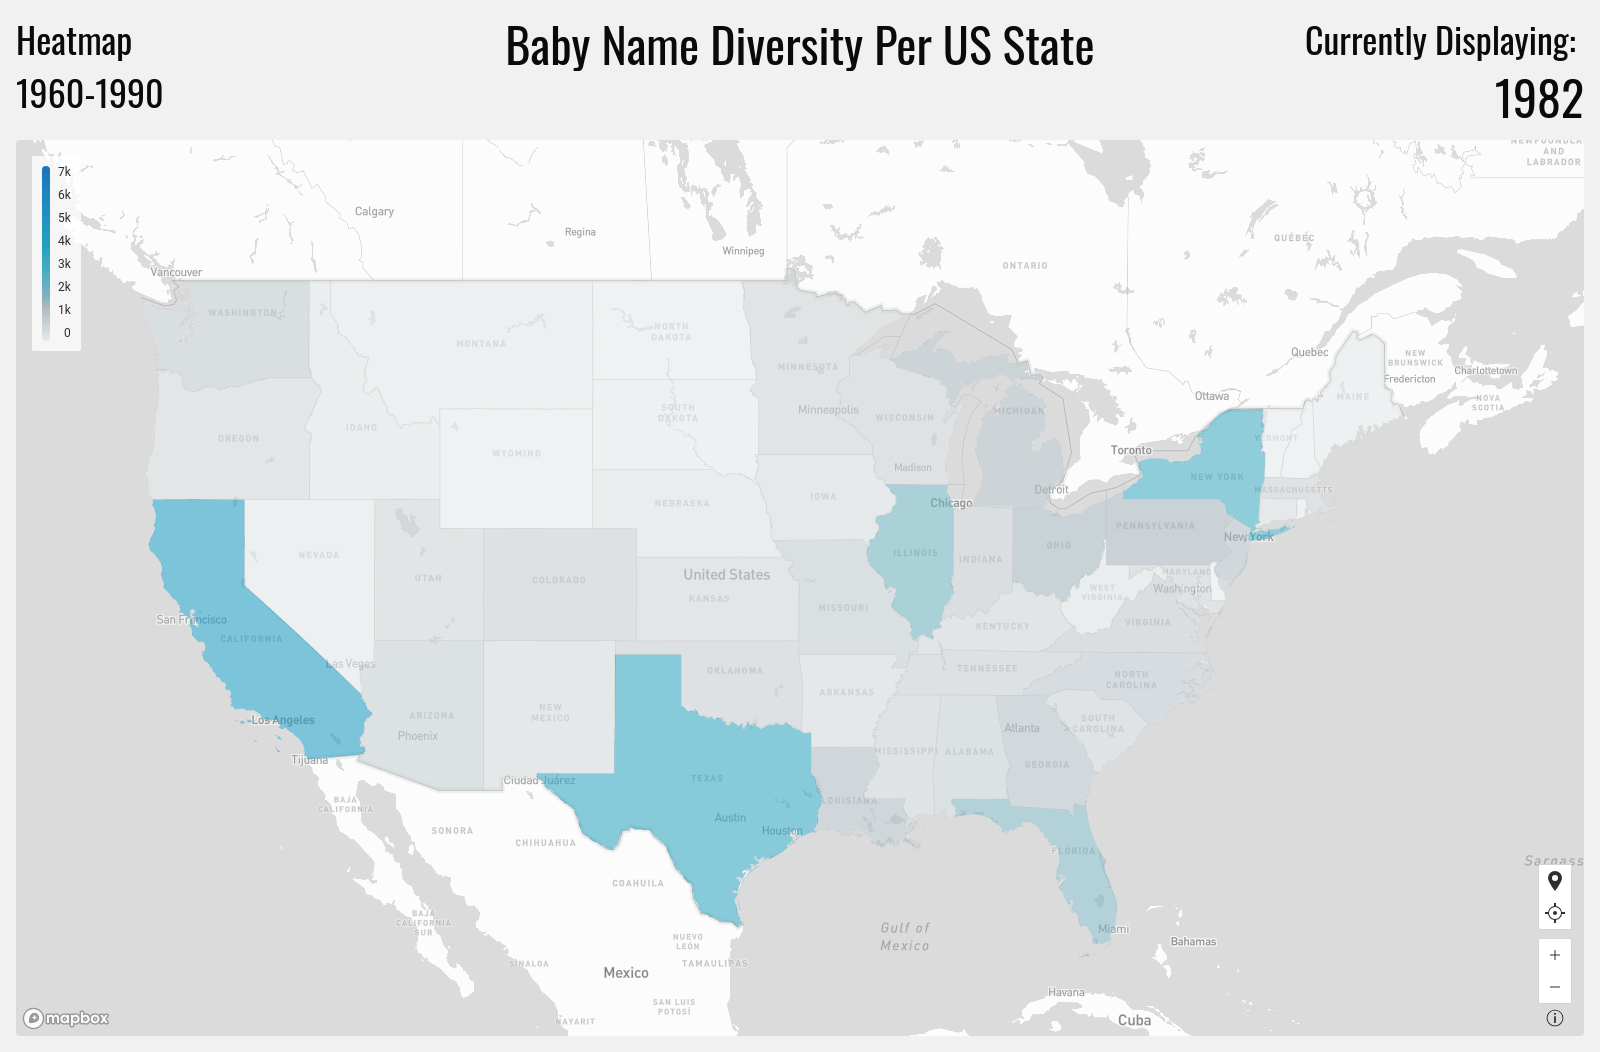 Heatmap
1960-1990
Baby Name Diversity Per US State
Currently Displaying:
1982
7k
6k
5k
4k
3k
2k
1k
0
Calgary
Regina
Winnipeg
Vancouver
ONTARIO
QUÉBEC
AND
LABRADOR
WASHINGTON
MONTANA
NORTH
DAKOTA
MINNESOTA
Quebec
NEW
BRUNSWICK
Fredericton
Charlottetown
NOVA
SCOTIA
MAINE
Ottawa
SOUTH
DAKOTA
Minneapolis
WISCONSIN
MICHIGAN
OREGON
IDAHO
WYOMING
Toronto
VERMONT
Madison
Detroit
NEW YORK
MASSACHUSETTS
IOWA
NEBRASKA
Chicago
PENNSYLVANIA
New York
NEVADA
UTAH
COLORADO
United States
KANSAS
ILLINOIS
INDIANA
OHIO
MARYLAND
WEST
VIRGINIA
Washington
San Francisco
CALIFORNIA
MISSOURI
KENTUCKY
VIRGINIA
Las Vegas
OKLAHOMA
TENNESSEE
NORTH
CAROLINA
ARKANSAS
Los Angeles
ARIZONA
Phoenix
NEW
MEXICO
Atlanta
SOUTH
CAROLINA
MISSISSIPPI
ALABAMA
GEORGIA
Tijuana
Ciudad Juárez
TEXAS
Austin
Houston
LOUISIANA
BAJA
CALIFORNIA
SONORA
CHIHUAHUA
FLORIDA
COAHUILA
Sargass
BAJA
CALIFORNIA
SUR
NUEVO
LEÓN
Gulf of
Mexico
Miami
Bahamas
SINALOA
Mexico
TAMAULIPAS
Havana
SAN LUIS
POTOSÍ
NAYARIT
Cuba
mapbox